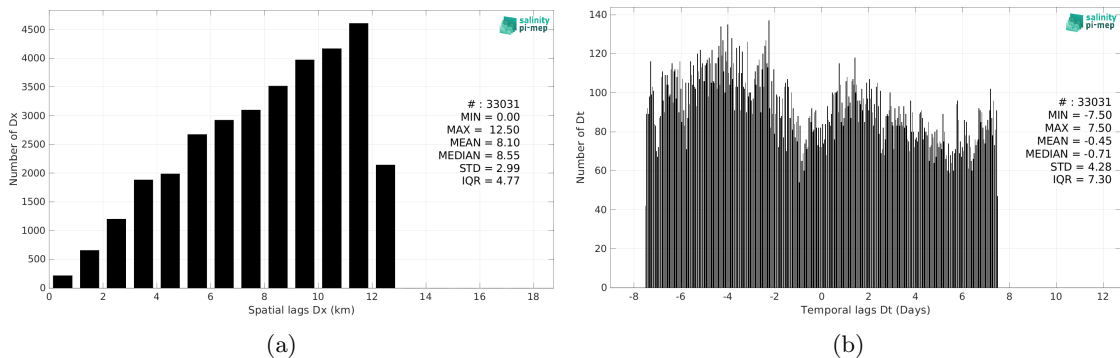 4500
4000
3500
3000
2500
2000
1500
1000
500
0
Number of Dx
salinity
pi-mep
# : 33031
MIN = 0.00
MAX = 12.50
MEAN = 8.10
MEDIAN = 8.55
STD = 2.99
IQR = 4.77
0 2 4 6 8 10 12 14 16 18
Spatial lags Dx (km)
(a)
140
120
100
80
60
40
20
0
Number of Dt
salinity
pi-mep
# : 33031
MIN = -7.50
MAX = 7.50
MEAN = -0.45
MEDIAN = -0.71
STD = 4.28
IQR = 7.30
-8 -6 -4 -2 0 2 4 6 8 10 12
Temporal lags Dt (Days)
(b)